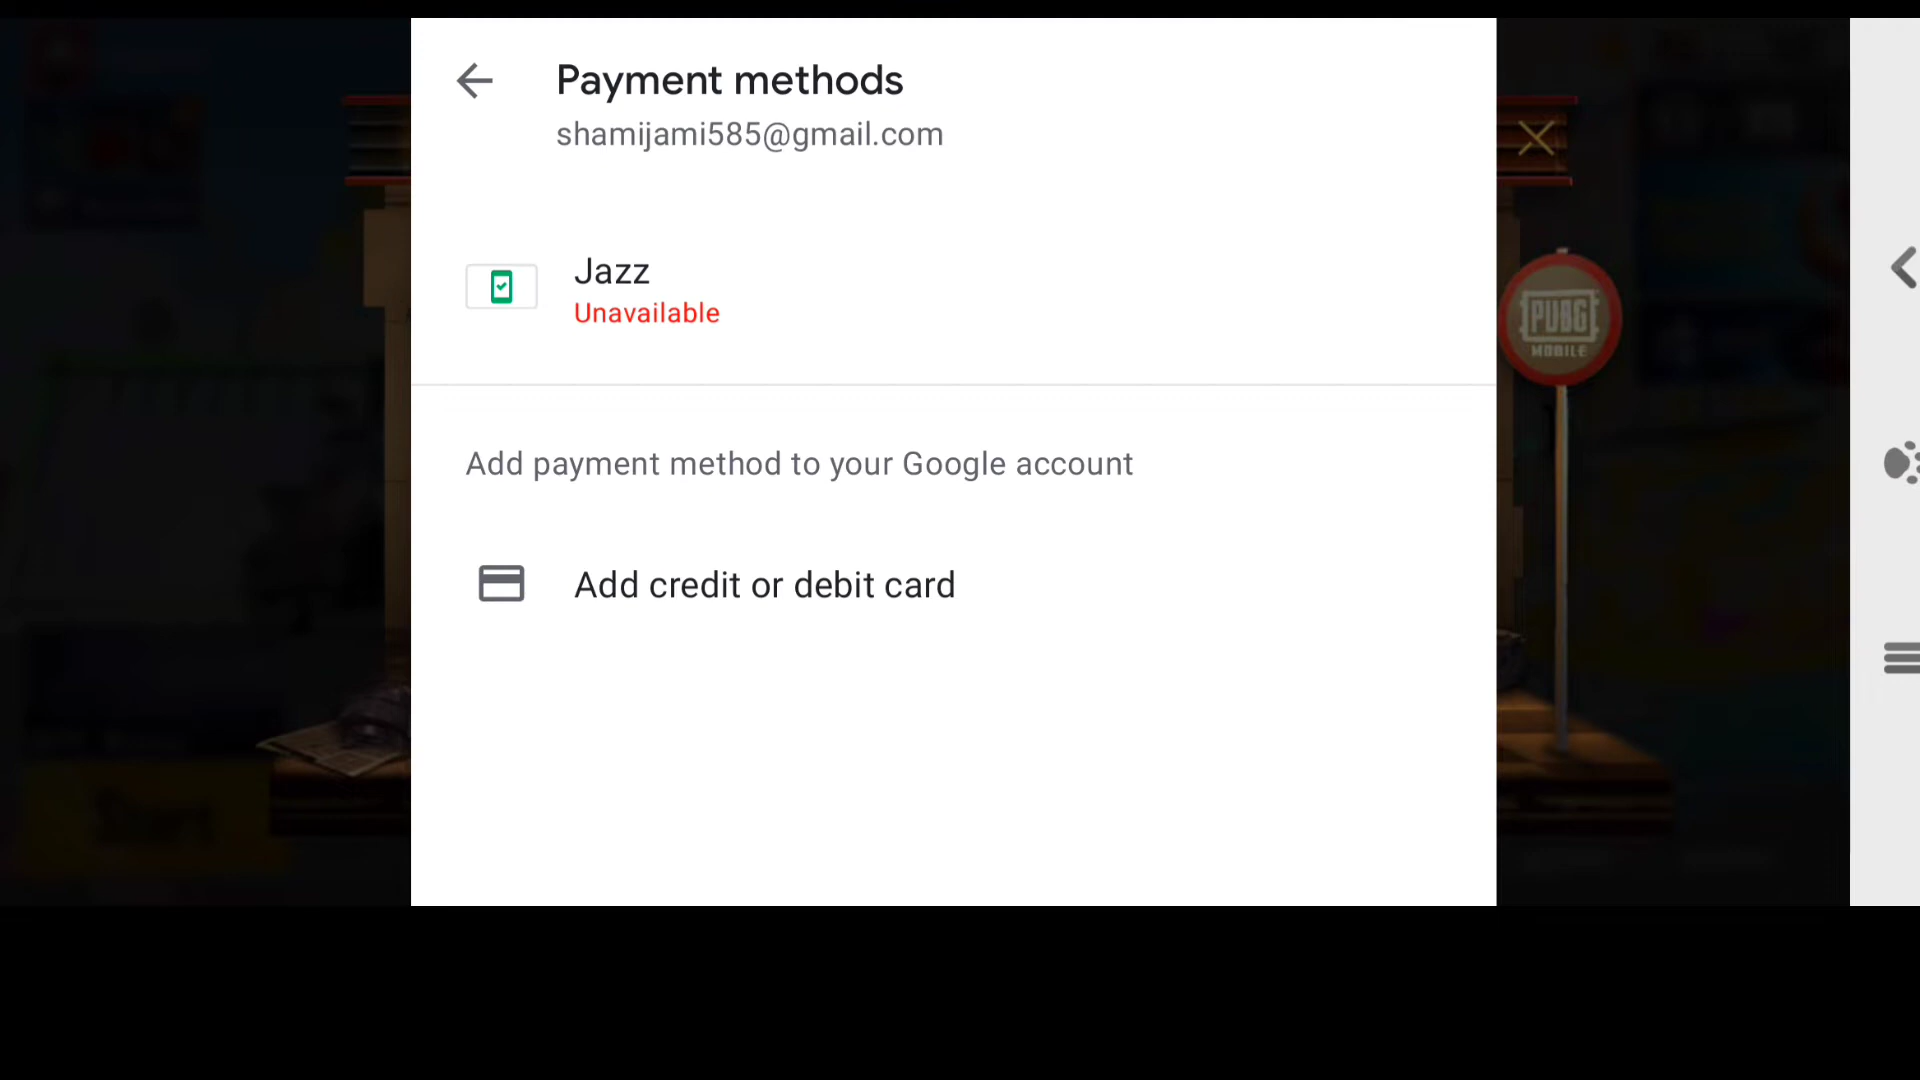 Payment methods
shamijami585@gmail.com
Jazz
Unavailable
PUBG
MOBILE
Add payment method to your Google account
Add credit or debit card